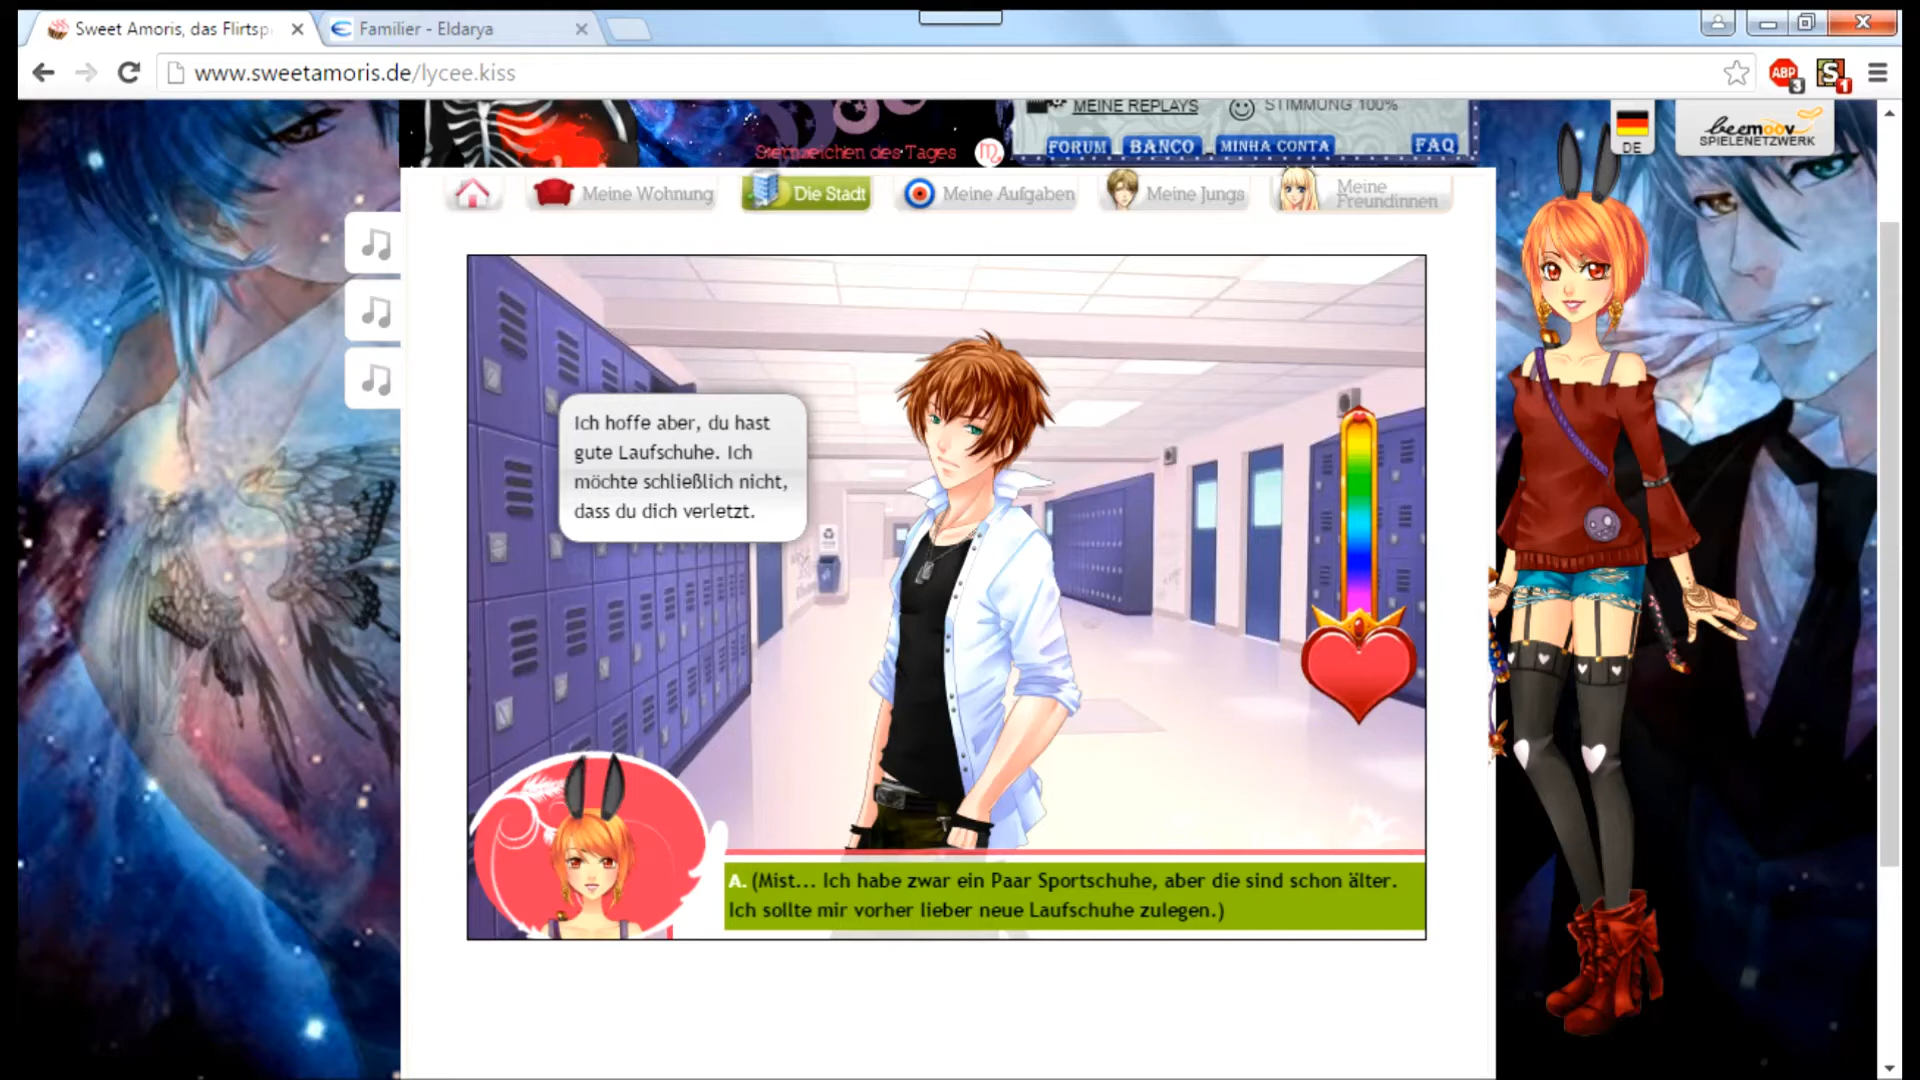 Sweet Amoris, das Flirtsp
Familier - Eldarya
www.sweetamoris.de/lycee.kiss
ABP
3
S
1
MEINE REPLAYS
STIMMUNG 100%
Sternzeichen des Tages
FORUM
BANCO
MINHA CONTA
FAQ
DE
beemoov
SPIELENETZWERK
Meine Wohnung
Die Stadt
Meine Aufgaben
Meine Jungs
Meine
Freundinnen
Ich hoffe aber, du hast
gute Laufschuhe. Ich
möchte schließlich nicht,
dass du dich verletzt.
A. (Mist... Ich habe zwar ein Paar Sportschuhe, aber die sind schon älter.
Ich sollte mir vorher lieber neue Laufschuhe zulegen.)